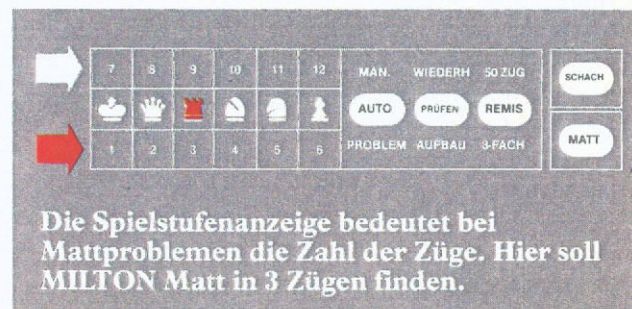 7 8 9 10 11 12
MAN. WIEDERH 50 ZUG
SCHACH
AUTO PRÜFEN REMIS
1 2 3 4 5 6
PROBLEM AUFBAU 3-FACH
MATT
Die Spielstufenanzeige bedeutet bei
Mattproblemen die Zahl der Züge. Hier soll
MILTON Matt in 3 Zügen finden.